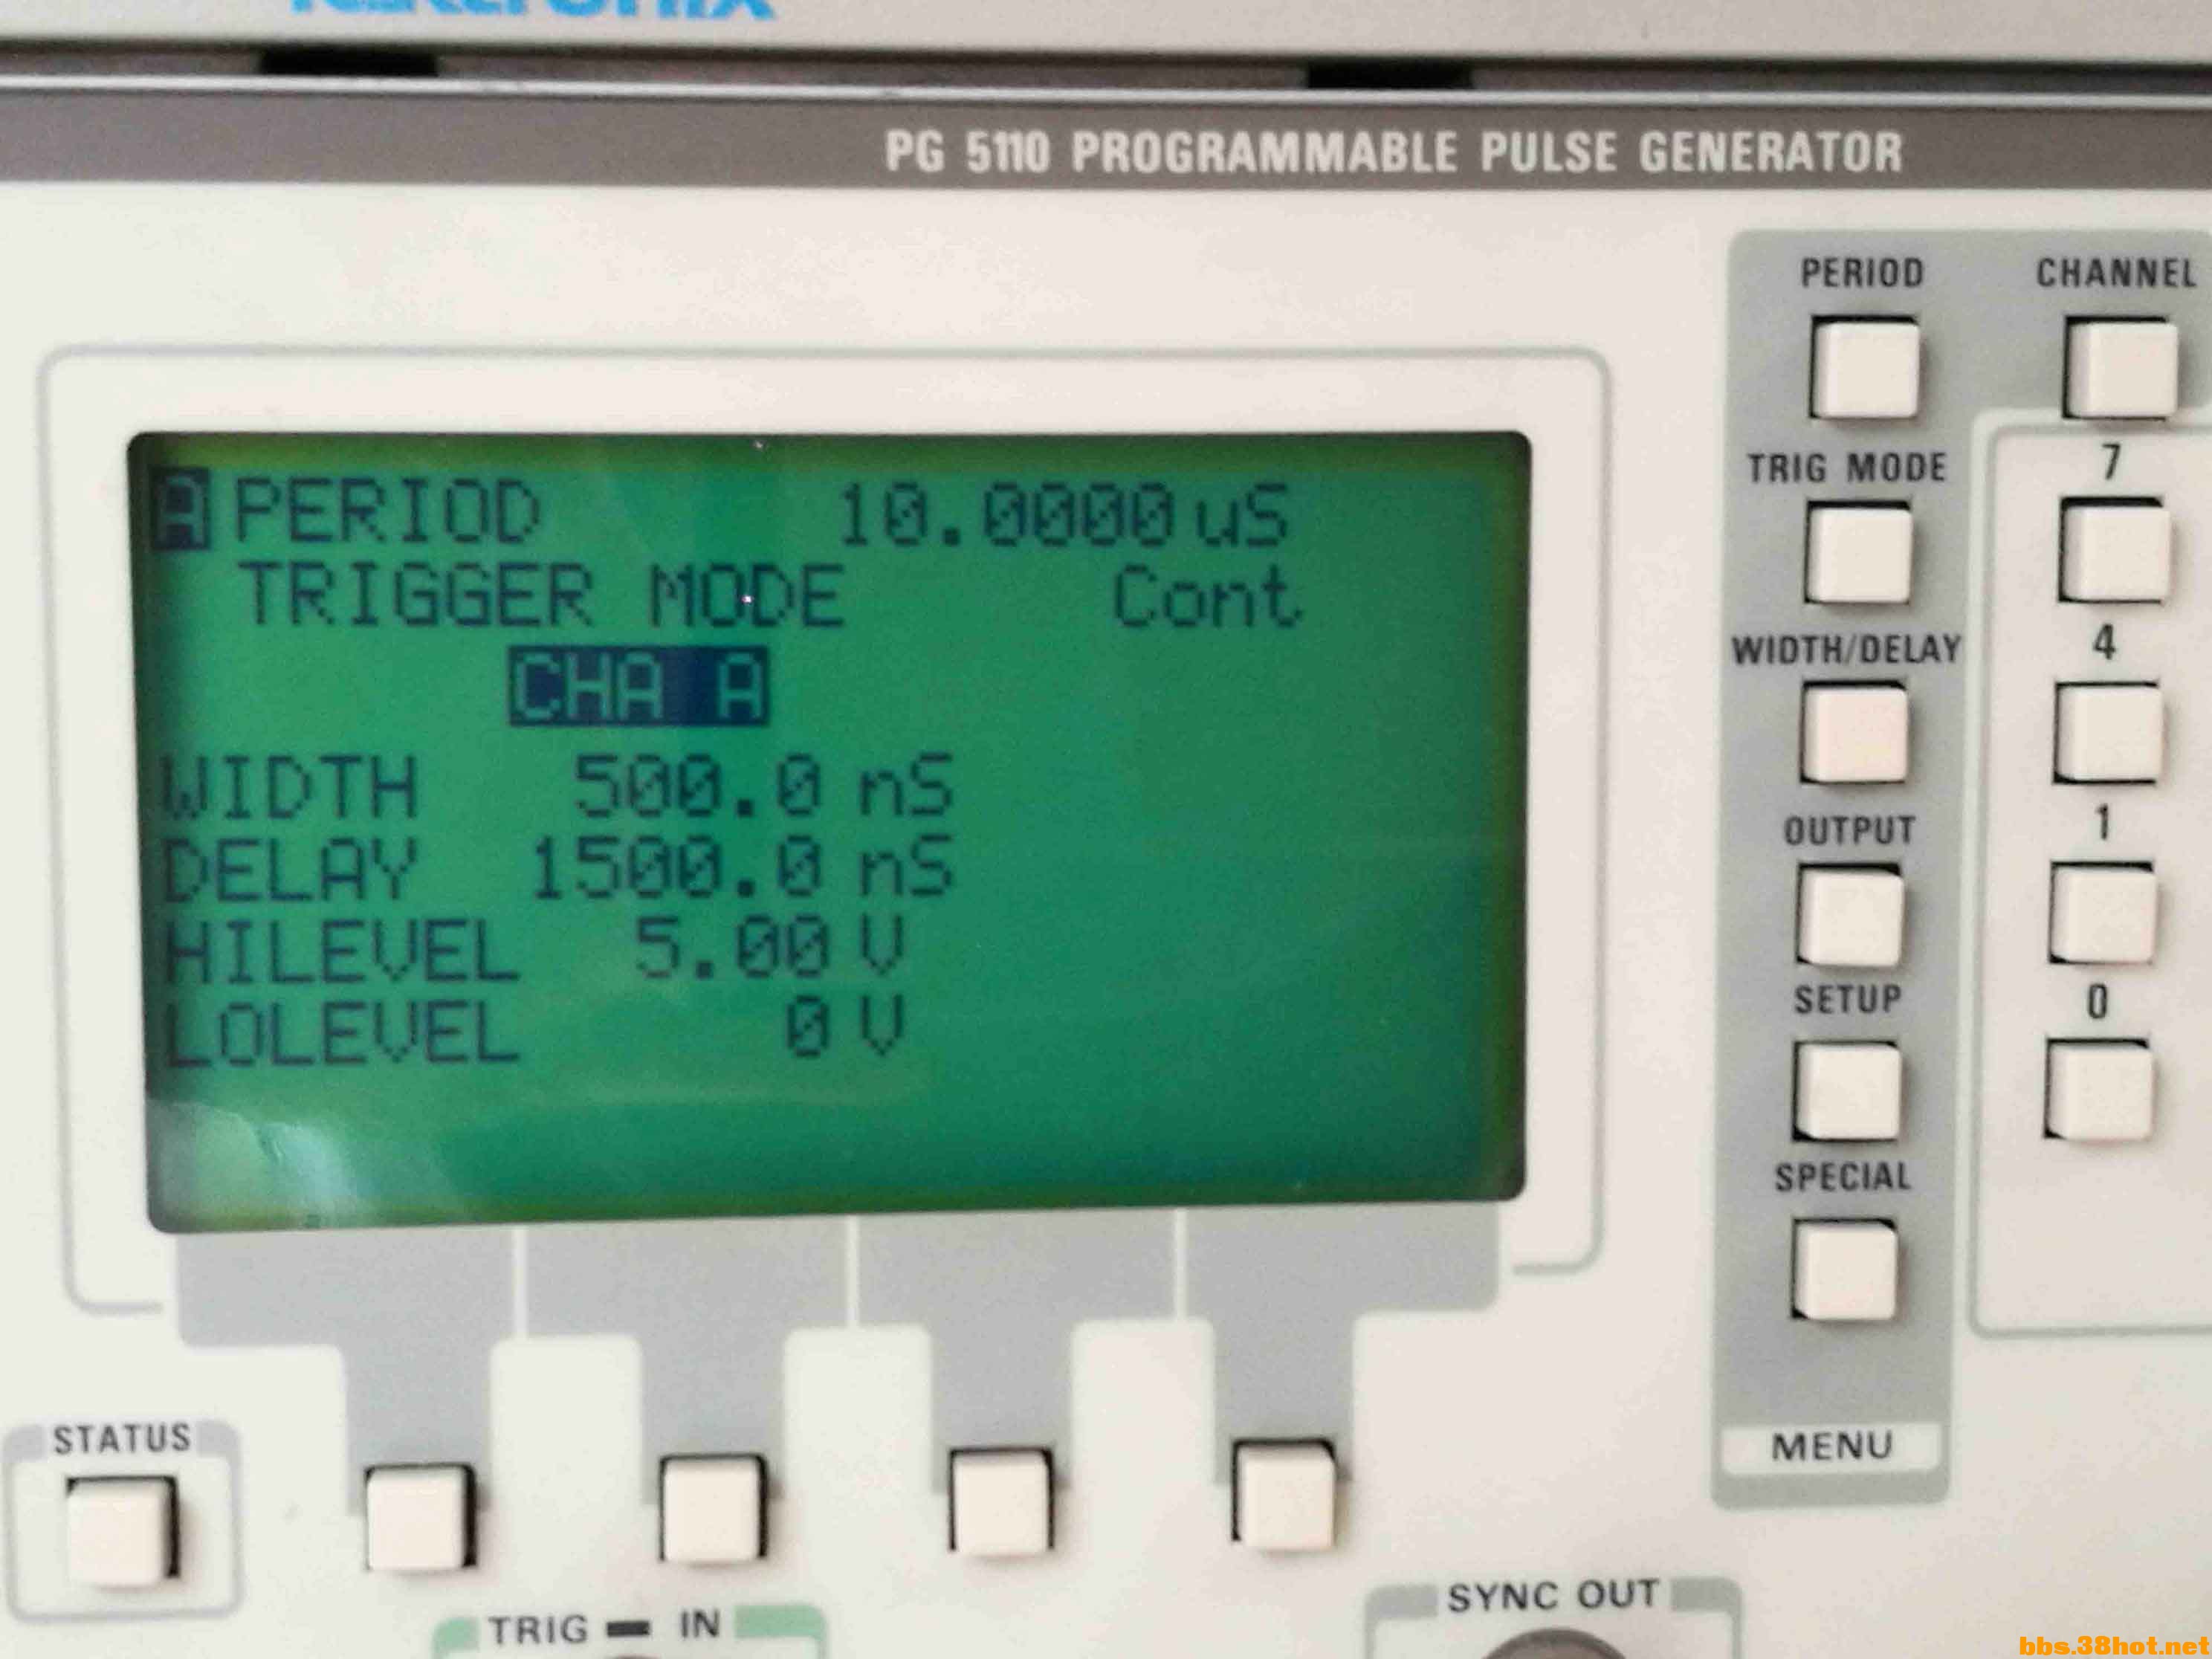 Tektronix
PG 5110 PROGRAMMABLE PULSE GENERATOR
PERIOD CHANNEL
A PERIOD 10.0000 uS
TRIGGER MODE Cont
CHA A
WIDTH 500.0 nS
DELAY 1500.0 nS
HILEVEL 5.00 V
LOLEVEL 0 V
TRIG MODE 7
WIDTH/DELAY 4
OUTPUT 1
SETUP 0
SPECIAL
MENU
STATUS
TRIG IN
SYNC OUT
bbs.38hot.net